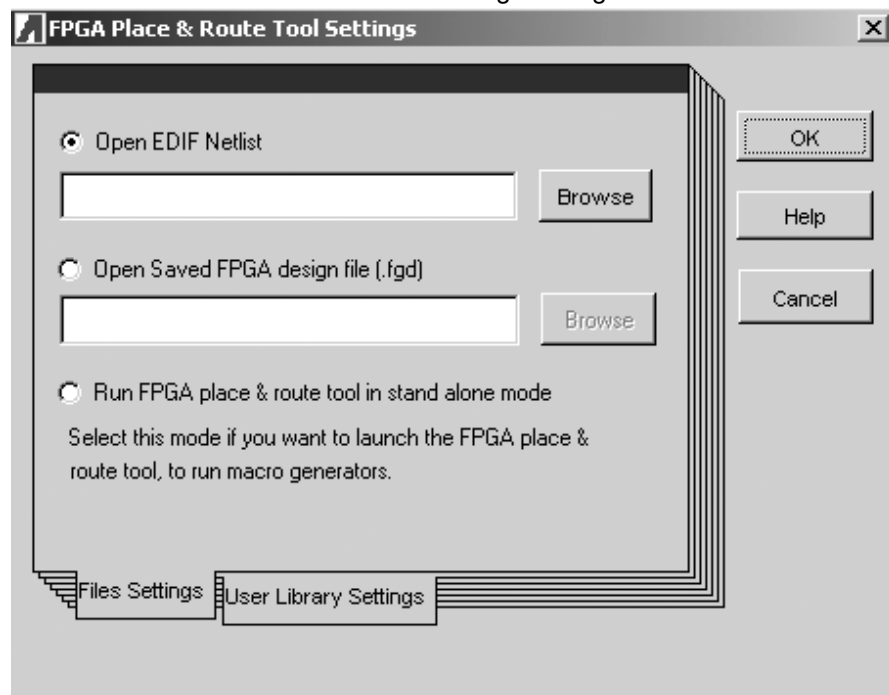 FPGA Place & Route Tool Settings
Open EDIF Netlist
Browse
Open Saved FPGA design file (.fgd)
Browse
Run FPGA place & route tool in stand alone mode
Select this mode if you want to launch the FPGA place &
route tool, to run macro generators.
OK
Help
Cancel
Files Settings
User Library Settings